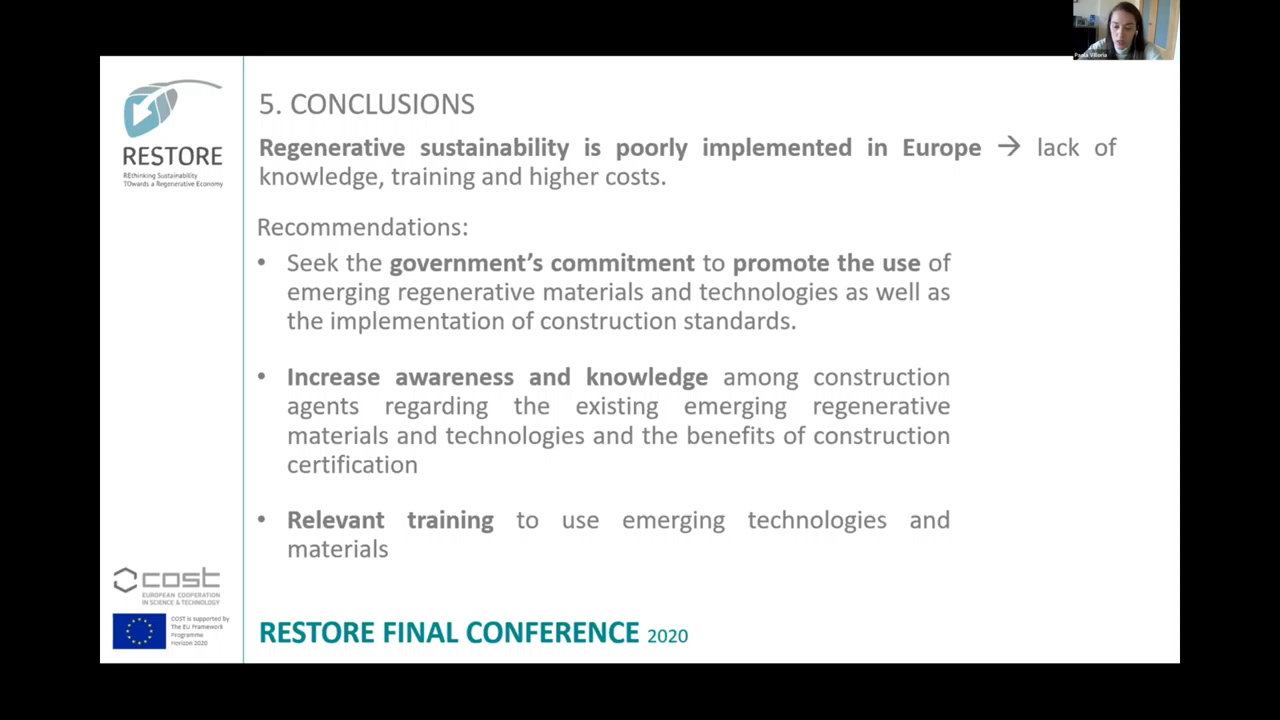 Paola Villoria
5. CONCLUSIONS
Regenerative sustainability is poorly implemented in Europe → lack of
knowledge, training and higher costs.
RESTORE
REthinking Sustainability
TOwards a Regenerative Economy
Recommendations:
• Seek the government's commitment to promote the use of
emerging regenerative materials and technologies as well as
the implementation of construction standards.
• Increase awareness and knowledge among construction
agents regarding the existing emerging regenerative
materials and technologies and the benefits of construction
certification
• Relevant training to use emerging technologies and
materials
cost
EUROPEAN COOPERATION
IN SCIENCE & TECHNOLOGY
COST is supported by
The EU Framework
Programme
Horizon 2020
RESTORE FINAL CONFERENCE 2020